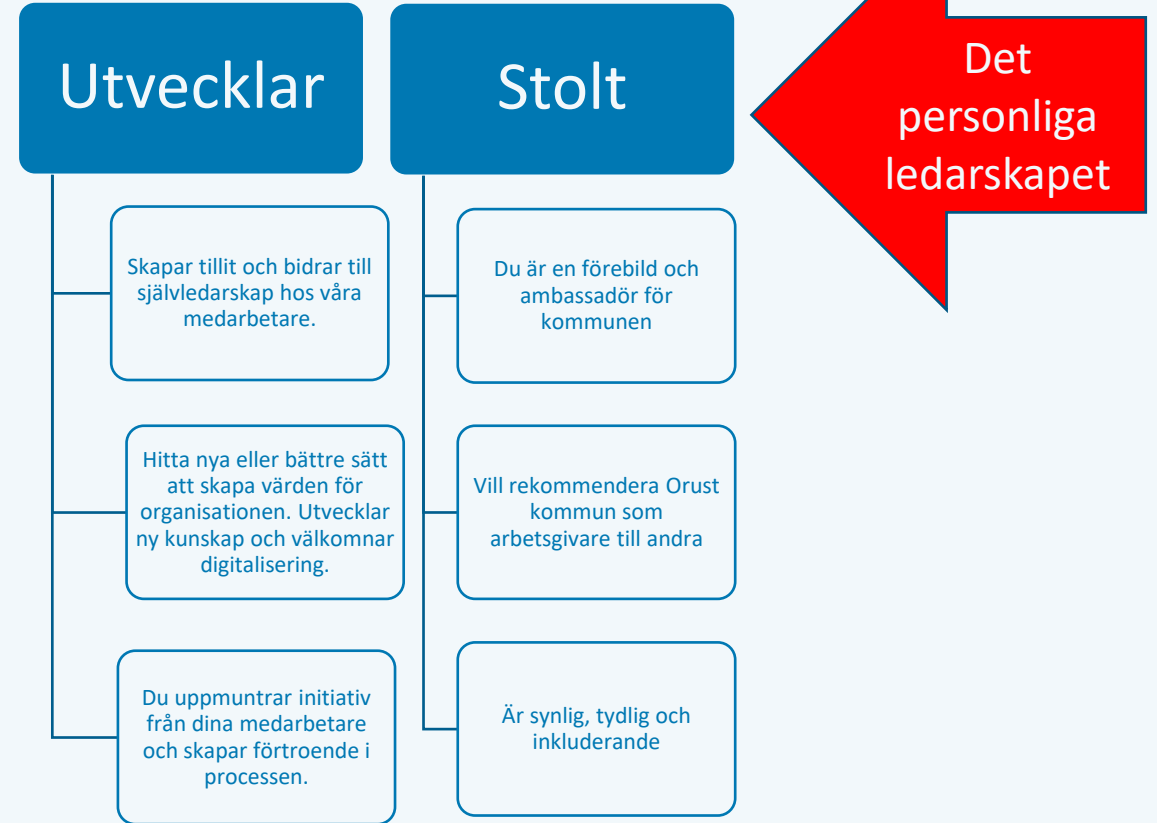 Utvecklar
Skapar tillit och bidrar till
självledarskap hos våra
medarbetare.
Hitta nya eller bättre sätt
att skapa värden för
organisationen. Utvecklar
ny kunskap och välkomnar
digitalisering.
Du uppmuntrar initiativ
från dina medarbetare
och skapar förtroende i
processen.
Stolt
Du är en förebild och
ambassadör för
kommunen
Vill rekommendera Orust
kommun som
arbetsgivare till andra
Är synlig, tydlig och
inkluderande
Det
personliga
ledarskapet